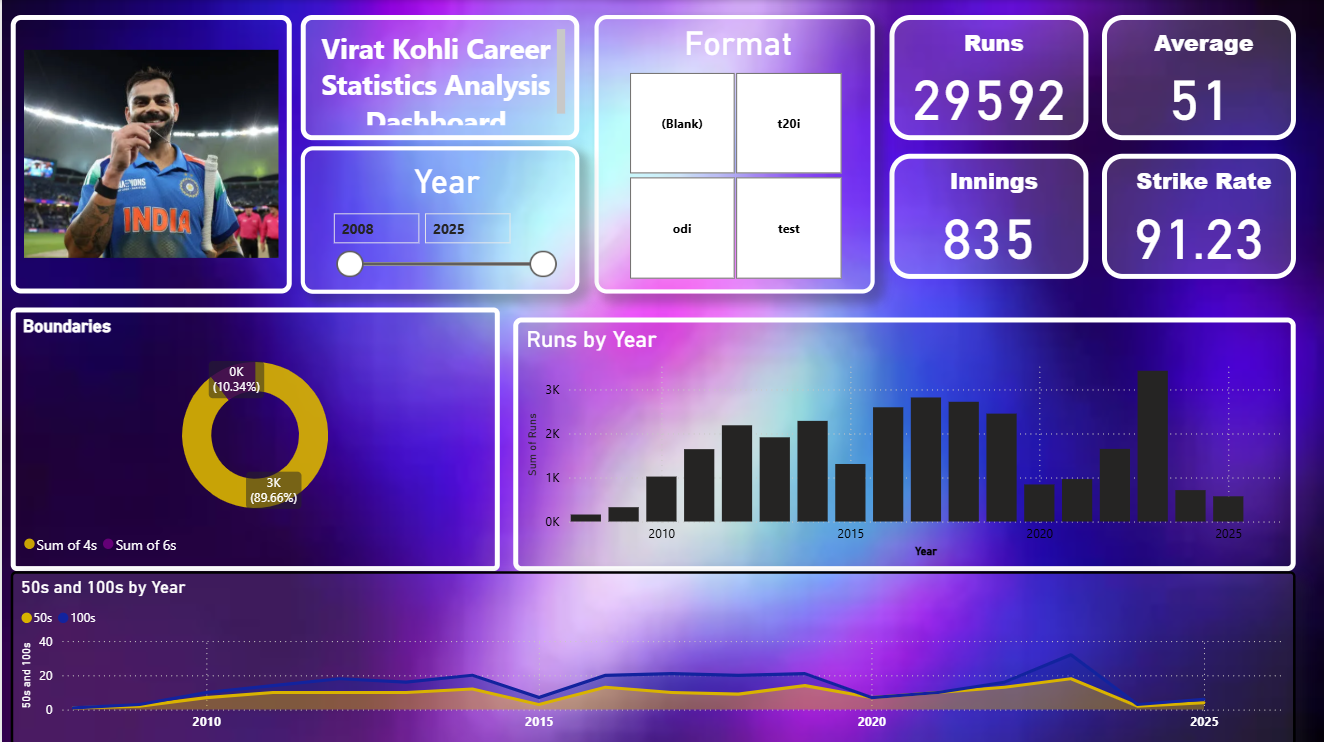 Virat Kohli Career
Statistics Analysis
Dashboard
Format
(Blank)
t20i
odi
test
Runs
29592
Average
51
Year
2008
2025
Innings
835
Strike Rate
91.23
INDIA
Boundaries
0K
(10.34%)
3K
(89.66%)
Sum of 4s
Sum of 6s
Runs by Year
Sum of Runs
3K
2K
1K
0K
2010
2015
2020
2025
Year
50s and 100s by Year
50s
100s
50s and 100s
40
20
0
2010
2015
2020
2025